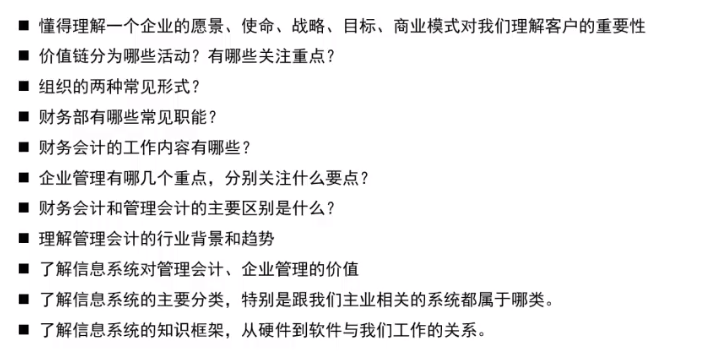 ■ 懂得理解一个企业的愿景、使命、战略、目标、商业模式对我们理解客户的重要性
■ 价值链分为哪些活动？有哪些关注重点？
■ 组织的两种常见形式？
■ 财务部有哪些常见职能？
■ 财务会计的工作内容有哪些？
■ 企业管理有哪几个重点，分别关注什么要点？
■ 财务会计和管理会计的主要区别是什么？
■ 理解管理会计的行业背景和趋势
■ 了解信息系统对管理会计、企业管理的价值
■ 了解信息系统的主要分类，特别是跟我们主业相关的系统都属于哪类。
■ 了解信息系统的知识框架，从硬件到软件与我们工作的关系。